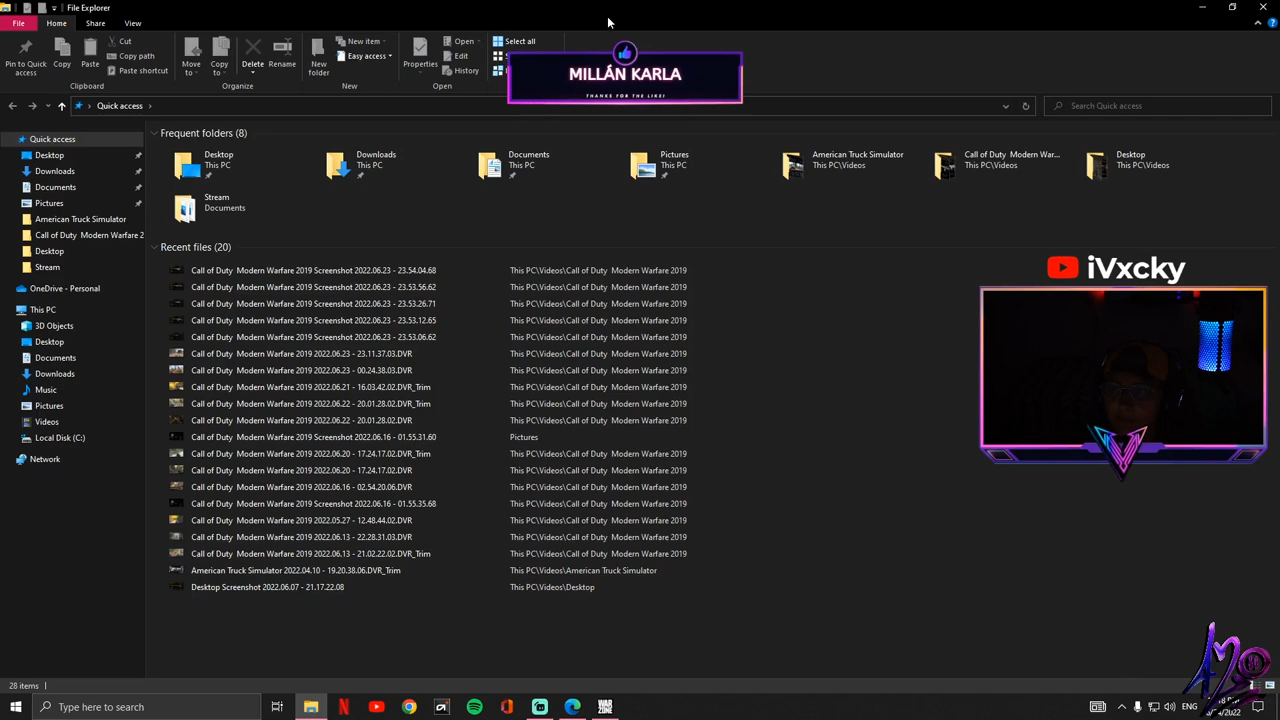 File Explorer
File
Home
Share
View
Pin to Quick access
Copy
Paste
Cut
Copy path
Paste shortcut
Clipboard
Move to
Copy to
Delete
Rename
Organize
New folder
New item
Easy access
New
Properties
Open
Edit
History
Open
Select all
MILLÁN KARLA
THANKS FOR THE LIKE!
Quick access
Search Quick access
Quick access
Desktop
Downloads
Documents
Pictures
American Truck Simulator
Call of Duty Modern Warfare 2
Desktop
Stream
OneDrive - Personal
This PC
3D Objects
Desktop
Documents
Downloads
Music
Pictures
Videos
Local Disk (C:)
Network
Frequent folders (8)
Desktop
This PC
Downloads
This PC
Documents
This PC
Pictures
This PC
American Truck Simulator
This PC\Videos
Call of Duty Modern War...
This PC\Videos
Desktop
This PC\Videos
Stream
Documents
Recent files (20)
Call of Duty Modern Warfare 2019 Screenshot 2022.06.23 - 23.54.04.68 This PC\Videos\Call of Duty Modern Warfare 2019
Call of Duty Modern Warfare 2019 Screenshot 2022.06.23 - 23.53.56.62 This PC\Videos\Call of Duty Modern Warfare 2019
Call of Duty Modern Warfare 2019 Screenshot 2022.06.23 - 23.53.26.71 This PC\Videos\Call of Duty Modern Warfare 2019
Call of Duty Modern Warfare 2019 Screenshot 2022.06.23 - 23.53.12.65 This PC\Videos\Call of Duty Modern Warfare 2019
Call of Duty Modern Warfare 2019 Screenshot 2022.06.23 - 23.53.06.62 This PC\Videos\Call of Duty Modern Warfare 2019
Call of Duty Modern Warfare 2019 2022.06.23 - 23.11.37.03.DVR This PC\Videos\Call of Duty Modern Warfare 2019
Call of Duty Modern Warfare 2019 2022.06.23 - 00.24.38.03.DVR This PC\Videos\Call of Duty Modern Warfare 2019
Call of Duty Modern Warfare 2019 2022.06.21 - 16.03.42.02.DVR_Trim This PC\Videos\Call of Duty Modern Warfare 2019
Call of Duty Modern Warfare 2019 2022.06.22 - 20.01.28.02.DVR_Trim This PC\Videos\Call of Duty Modern Warfare 2019
Call of Duty Modern Warfare 2019 2022.06.22 - 20.01.28.02.DVR This PC\Videos\Call of Duty Modern Warfare 2019
Call of Duty Modern Warfare 2019 Screenshot 2022.06.16 - 01.55.31.60 Pictures
Call of Duty Modern Warfare 2019 2022.06.20 - 17.24.17.02.DVR_Trim This PC\Videos\Call of Duty Modern Warfare 2019
Call of Duty Modern Warfare 2019 2022.06.20 - 17.24.17.02.DVR This PC\Videos\Call of Duty Modern Warfare 2019
Call of Duty Modern Warfare 2019 2022.06.16 - 02.54.20.06.DVR This PC\Videos\Call of Duty Modern Warfare 2019
Call of Duty Modern Warfare 2019 Screenshot 2022.06.16 - 01.55.35.68 This PC\Videos\Call of Duty Modern Warfare 2019
Call of Duty Modern Warfare 2019 2022.05.27 - 12.48.44.02.DVR This PC\Videos\Call of Duty Modern Warfare 2019
Call of Duty Modern Warfare 2019 2022.06.13 - 22.28.31.03.DVR This PC\Videos\Call of Duty Modern Warfare 2019
Call of Duty Modern Warfare 2019 2022.06.13 - 21.02.22.02.DVR_Trim This PC\Videos\Call of Duty Modern Warfare 2019
American Truck Simulator 2022.04.10 - 19.20.38.06.DVR_Trim This PC\Videos\American Truck Simulator
Desktop Screenshot 2022.06.07 - 21.17.22.08 This PC\Videos\Desktop
iVxcky
28 items
Type here to search
WAR
ZONE
ENG